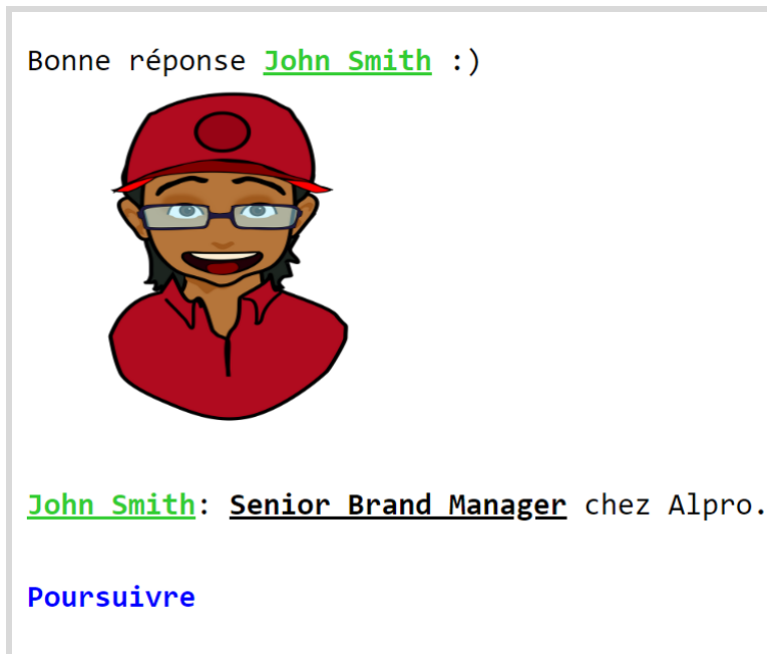 Bonne réponse John Smith :)
John Smith: Senior Brand Manager chez Alpro.
Poursuivre